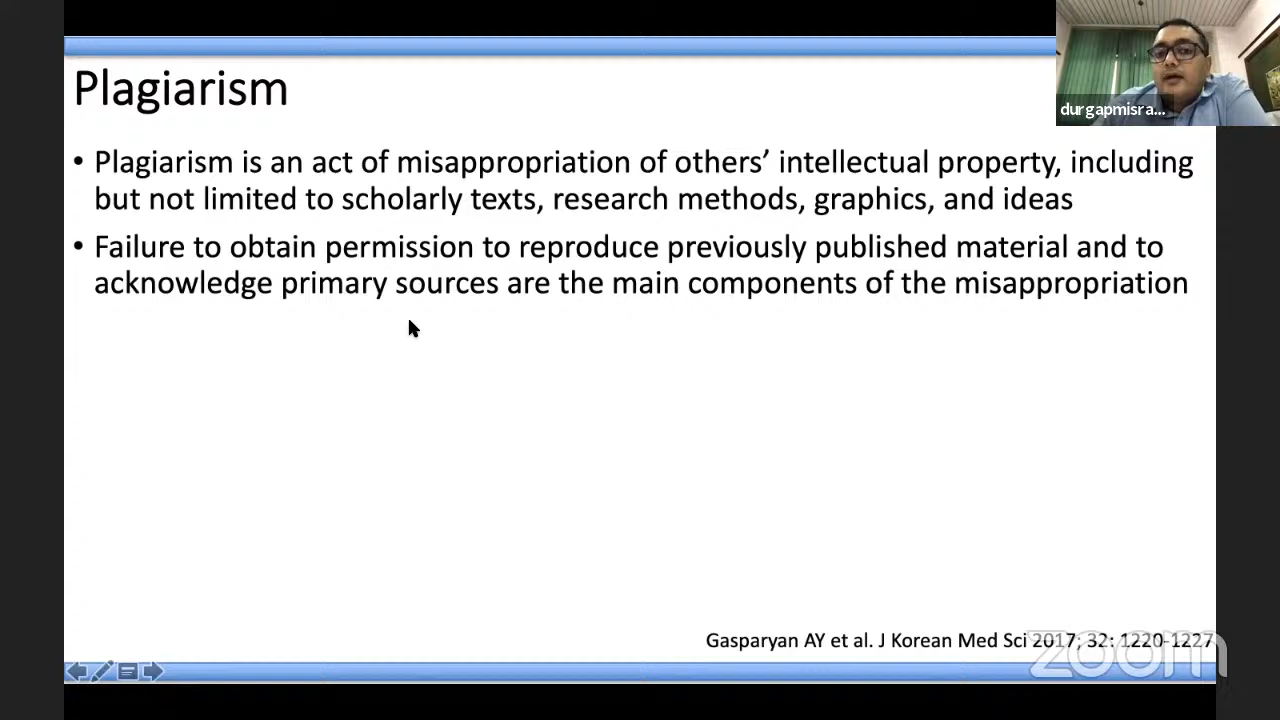 Plagiarism
durgapmisra...
• Plagiarism is an act of misappropriation of others’ intellectual property, including
but not limited to scholarly texts, research methods, graphics, and ideas
• Failure to obtain permission to reproduce previously published material and to
acknowledge primary sources are the main components of the misappropriation
Gasparyan AY et al. J Korean Med Sci 2017; 32: 1220-1227
zoom